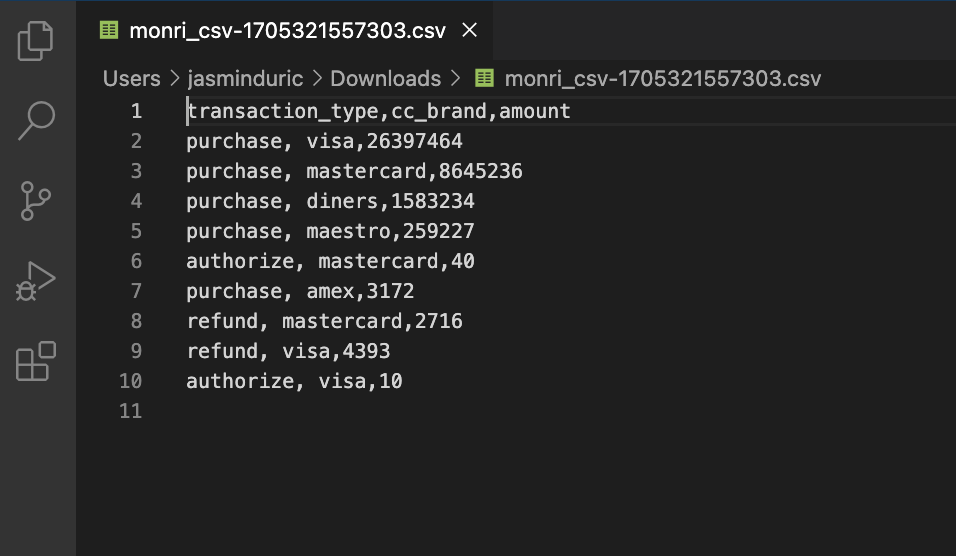 monri_csv-1705321557303.csv ×
Users > jasminduric > Downloads > monri_csv-1705321557303.csv
1 transaction_type,cc_brand,amount
2 purchase, visa,26397464
3 purchase, mastercard,8645236
4 purchase, diners,1583234
5 purchase, maestro,259227
6 authorize, mastercard,40
7 purchase, amex,3172
8 refund, mastercard,2716
9 refund, visa,4393
10 authorize, visa,10
11